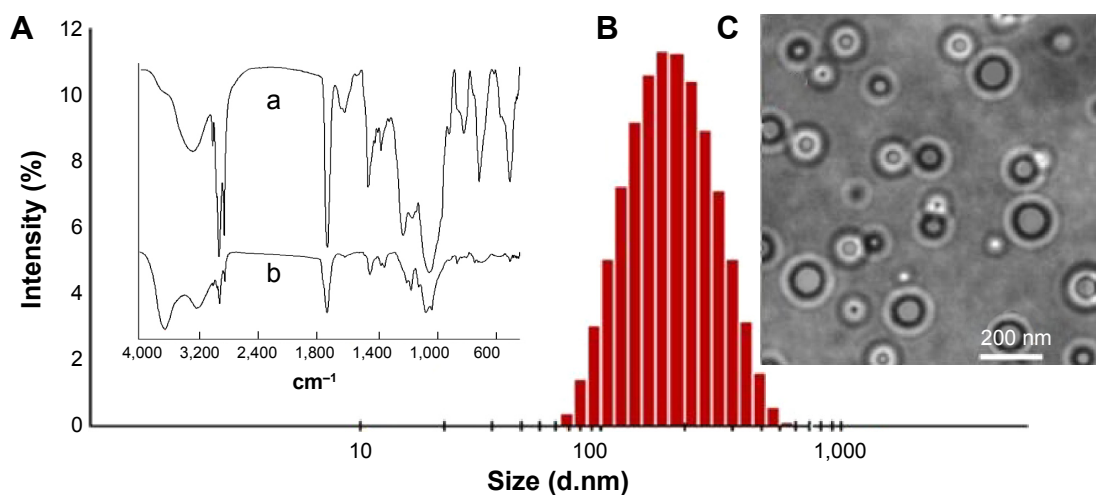 A
B
C
Intensity (%)
12
10
8
6
4
2
0
a
b
4,000 3,200 2,400 1,800 1,400 1,000 600
cm⁻¹
200 nm
10 100 1,000
Size (d.nm)